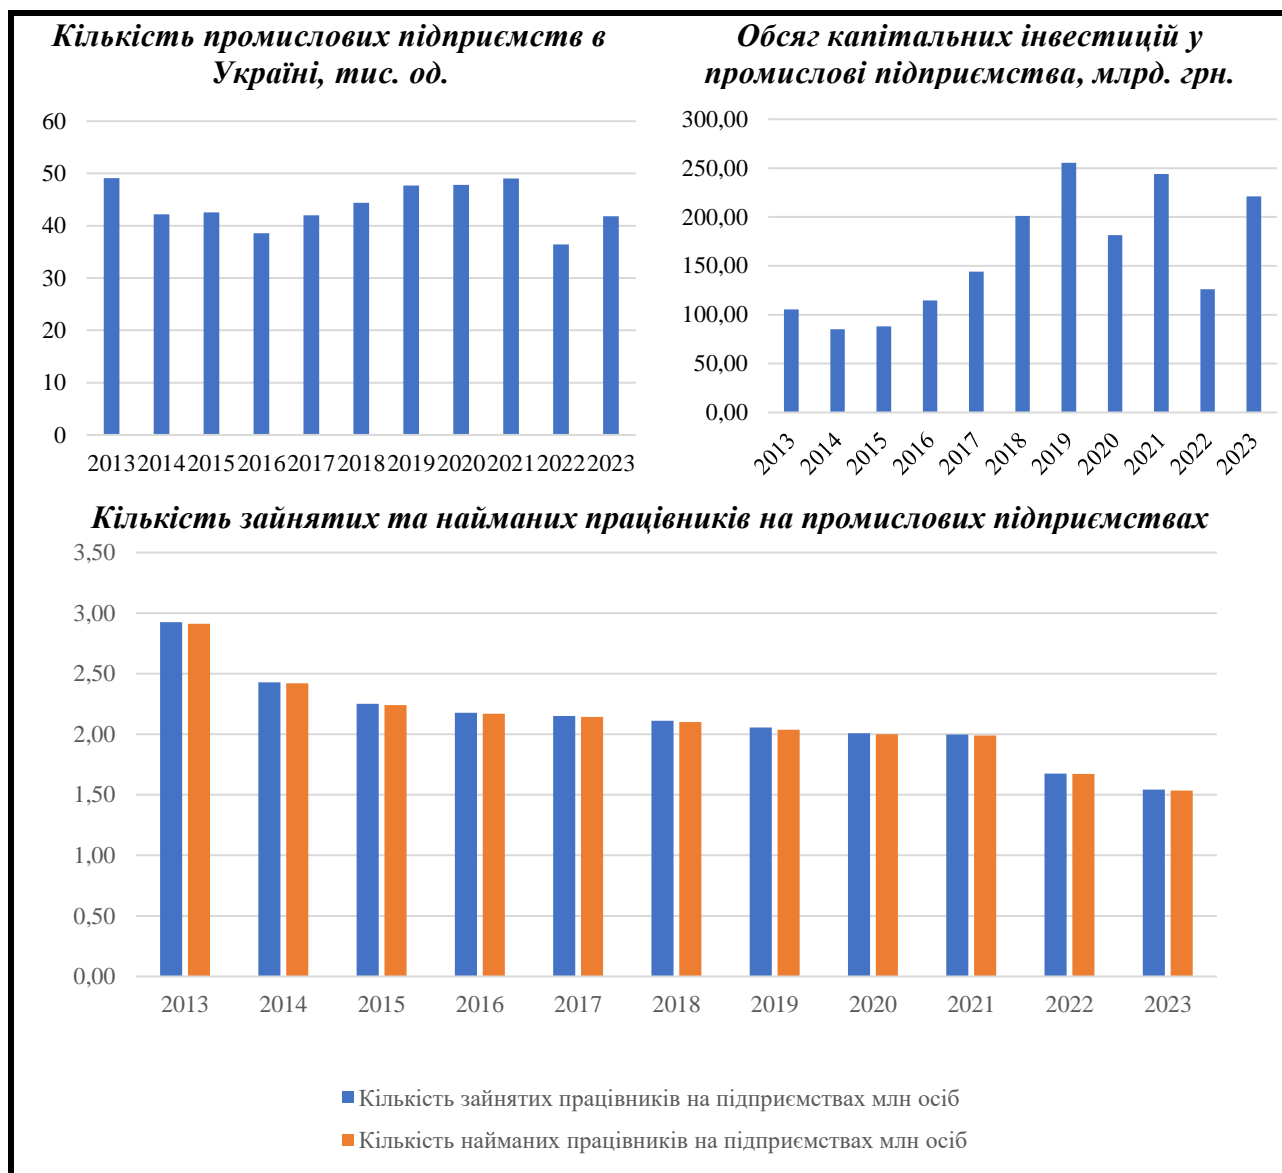 Кількість промислових підприємств в
Україні, тис. од.
60
50
40
30
20
10
0
2013 2014 2015 2016 2017 2018 2019 2020 2021 2022 2023
Обсяг капітальних інвестицій у
промислові підприємства, млрд. грн.
300,00
250,00
200,00
150,00
100,00
50,00
0,00
2013 2014 2015 2016 2017 2018 2019 2020 2021 2022 2023
Кількість зайнятих та найманих працівників на промислових підприємствах
3,50
3,00
2,50
2,00
1,50
1,00
0,50
0,00
2013 2014 2015 2016 2017 2018 2019 2020 2021 2022 2023
Кількість зайнятих працівників на підприємствах млн осіб
Кількість найманих працівників на підприємствах млн осіб